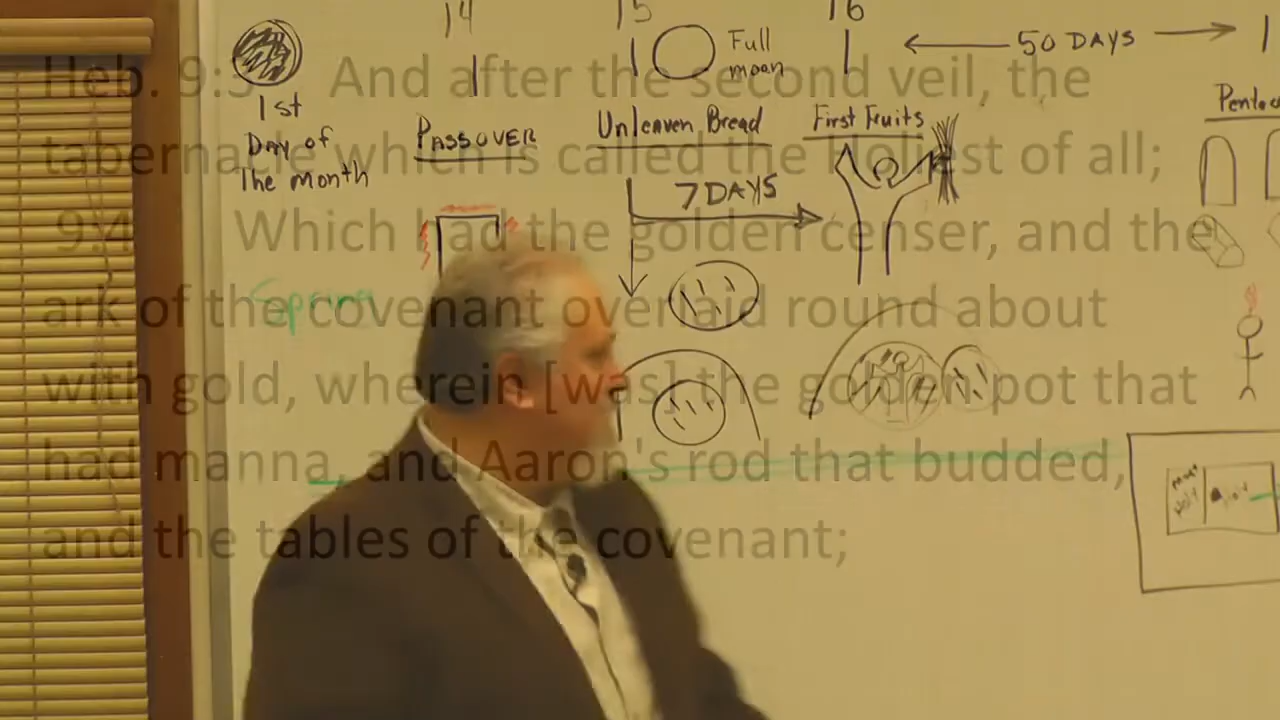 14 15 16
Full
moon
50 DAYS
1st
Day of
The month
PASSOVER
Unleaven Bread
First Fruits
7 DAYS
Spring
Heb. 9:3 And after the second veil, the
tabernacle which is called the Holiest of all;
9:4 Which had the golden censer, and the
ark of the covenant overlaid round about
with gold, wherein [was] the golden pot that
had manna, and Aaron's rod that budded,
and the tables of the covenant;